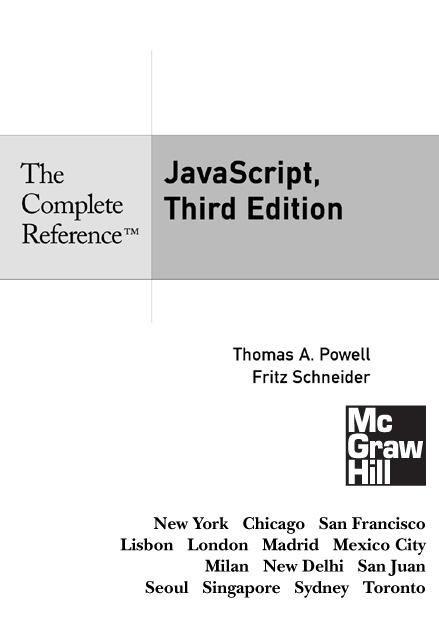 The
Complete
Reference™
JavaScript,
Third Edition
Thomas A. Powell
Fritz Schneider
Mc
Graw
Hill
New York Chicago San Francisco
Lisbon London Madrid Mexico City
Milan New Delhi San Juan
Seoul Singapore Sydney Toronto